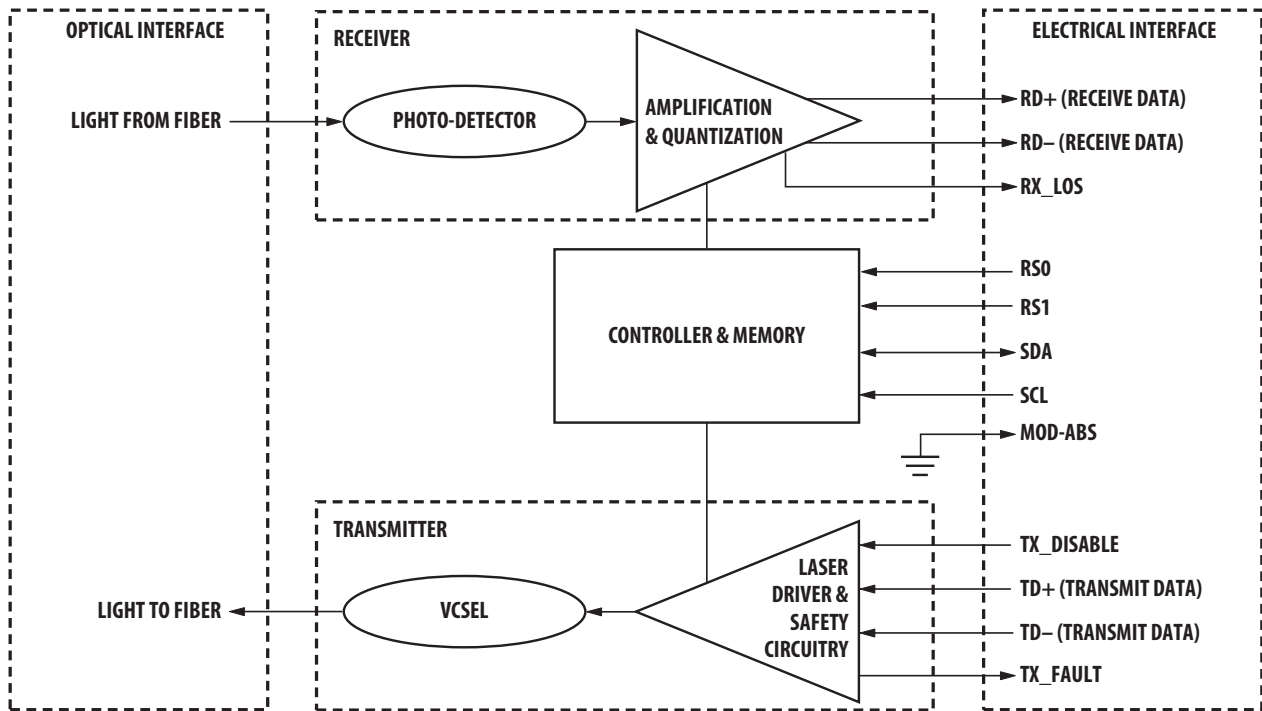 OPTICAL INTERFACE
RECEIVER
ELECTRICAL INTERFACE
LIGHT FROM FIBER
PHOTO-DETECTOR
AMPLIFICATION
& QUANTIZATION
RD+ (RECEIVE DATA)
RD– (RECEIVE DATA)
RX_LOS
CONTROLLER & MEMORY
RS0
RS1
SDA
SCL
MOD-ABS
TRANSMITTER
LIGHT TO FIBER
VCSEL
LASER
DRIVER &
SAFETY
CIRCUITRY
TX_DISABLE
TD+ (TRANSMIT DATA)
TD– (TRANSMIT DATA)
TX_FAULT